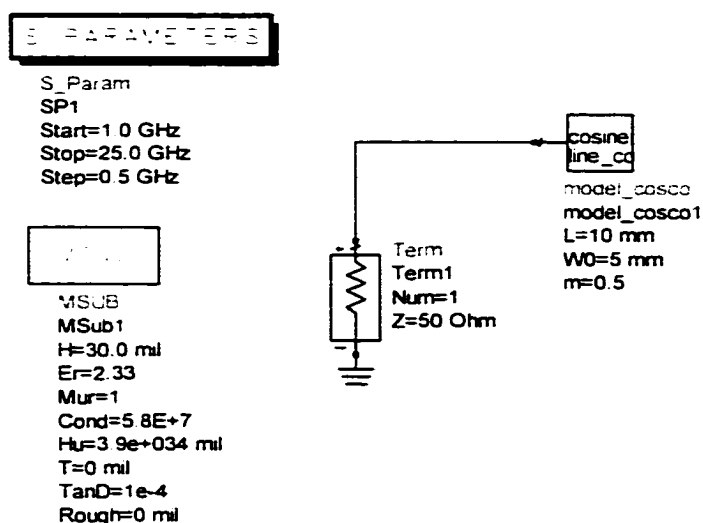 S PARAMETERS
S_Param
SP1
Start=1.0 GHz
Stop=25.0 GHz
Step=0.5 GHz
MSUB
MSub1
H=30.0 mil
Er=2.33
Mur=1
Cond=5.8E+7
Hu=3.9e+034 mil
T=0 mil
TanD=1e-4
Rough=0 mil
+
Term
Term1
Num=1
Z=50 Ohm
-
cosine
line_co
model_cosco
model_cosco1
L=10 mm
W0=5 mm
m=0.5